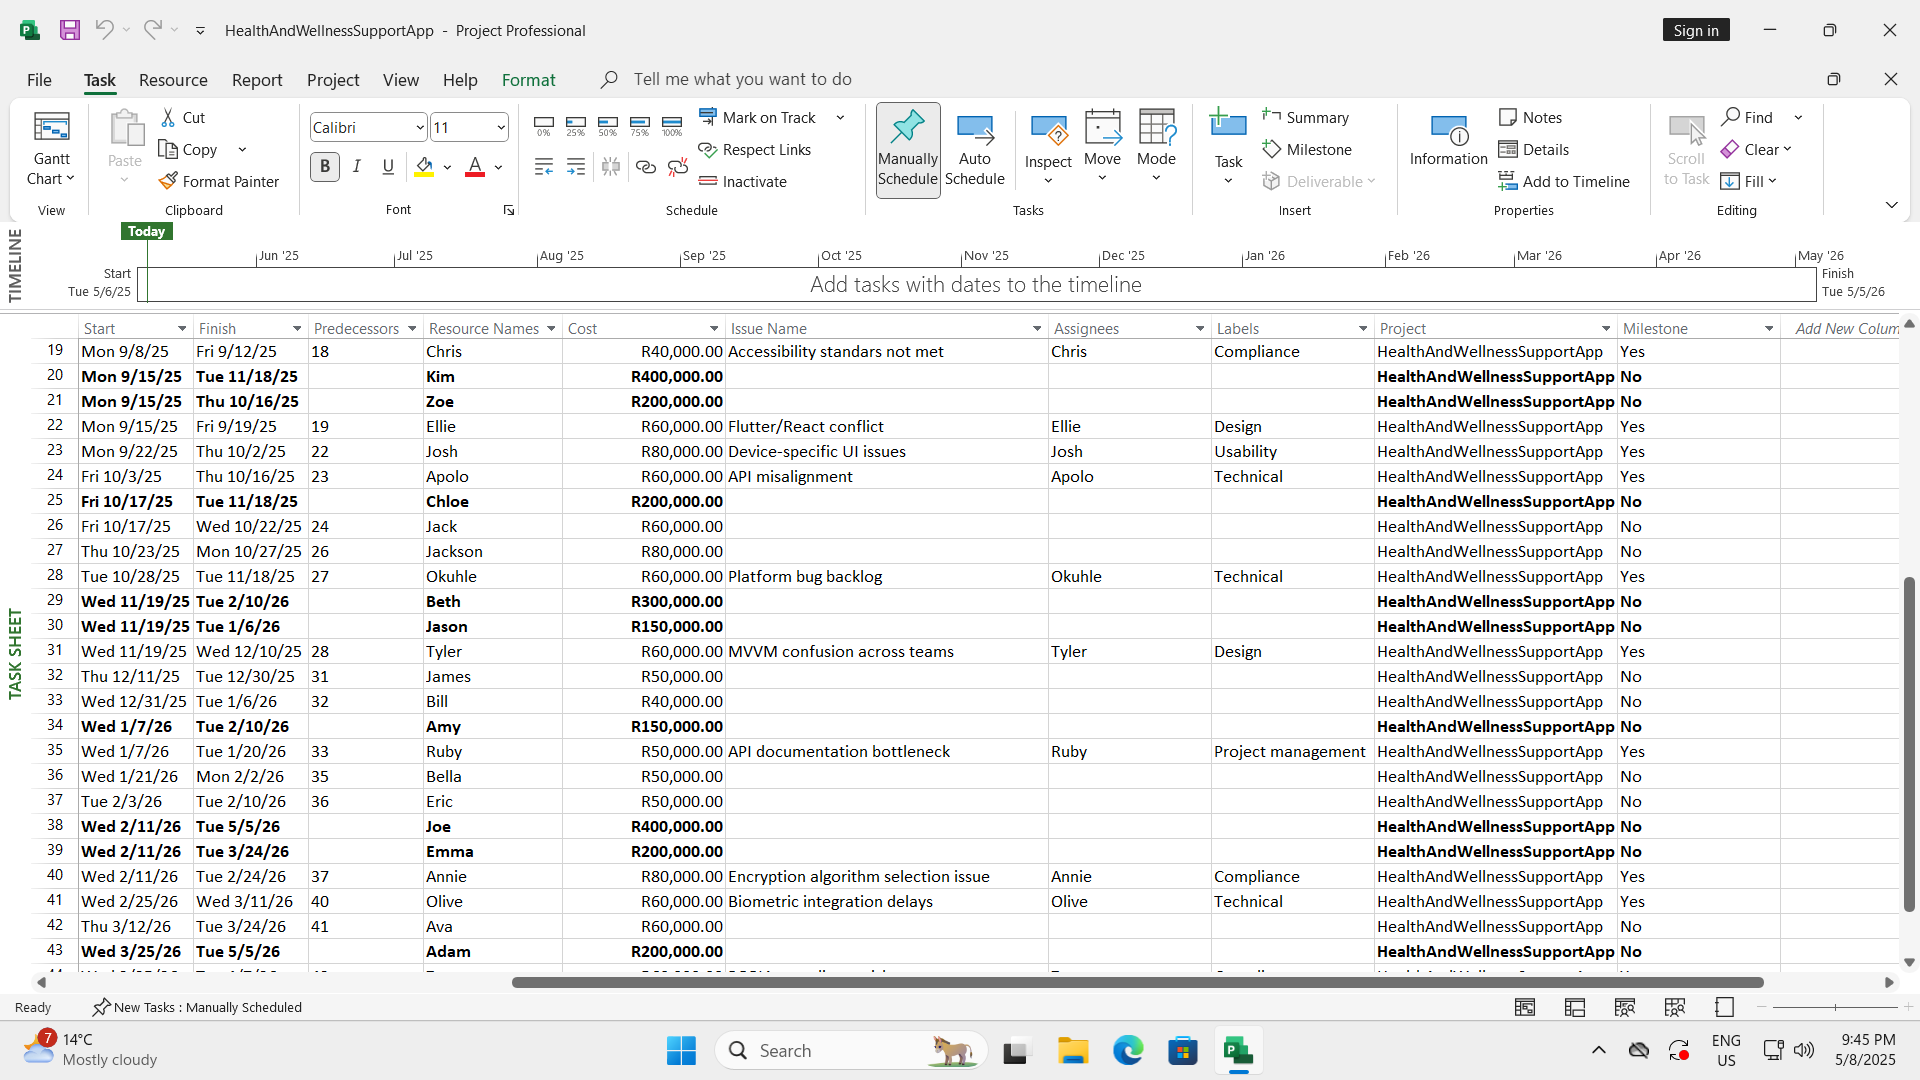 HealthAndWellnessSupportApp - Project Professional
Sign in
File Task Resource Report Project View Help Format Tell me what you want to do
Gantt Chart
View
Paste
Cut
Copy
Format Painter
Clipboard
Calibri 11
B I U A
Font
0% 25% 50% 75% 100%
Mark on Track
Respect Links
Inactivate
Schedule
Manually Schedule
Auto Schedule
Inspect
Move
Mode
Tasks
Task
Summary
Milestone
Deliverable
Insert
Information
Notes
Details
Add to Timeline
Properties
Scroll to Task
Find
Clear
Fill
Editing
TIMELINE
Today
Jun '25 Jul '25 Aug '25 Sep '25 Oct '25 Nov '25 Dec '25 Jan '26 Feb '26 Mar '26 Apr '26 May '26
Start
Tue 5/6/25
Add tasks with dates to the timeline
Finish
Tue 5/5/26
TASK SHEET
Start Finish Predecessors Resource Names Cost Issue Name Assignees Labels Project Milestone Add New Colum
19 Mon 9/8/25 Fri 9/12/25 18 Chris R40,000.00 Accessibility standars not met Chris Compliance HealthAndWellnessSupportApp Yes
20 Mon 9/15/25 Tue 11/18/25 Kim R400,000.00 HealthAndWellnessSupportApp No
21 Mon 9/15/25 Thu 10/16/25 Zoe R200,000.00 HealthAndWellnessSupportApp No
22 Mon 9/15/25 Fri 9/19/25 19 Ellie R60,000.00 Flutter/React conflict Ellie Design HealthAndWellnessSupportApp Yes
23 Mon 9/22/25 Thu 10/2/25 22 Josh R80,000.00 Device-specific UI issues Josh Usability HealthAndWellnessSupportApp Yes
24 Fri 10/3/25 Thu 10/16/25 23 Apolo R60,000.00 API misalignment Apolo Technical HealthAndWellnessSupportApp Yes
25 Fri 10/17/25 Tue 11/18/25 Chloe R200,000.00 HealthAndWellnessSupportApp No
26 Fri 10/17/25 Wed 10/22/25 24 Jack R60,000.00 HealthAndWellnessSupportApp No
27 Thu 10/23/25 Mon 10/27/25 26 Jackson R80,000.00 HealthAndWellnessSupportApp No
28 Tue 10/28/25 Tue 11/18/25 27 Okuhle R60,000.00 Platform bug backlog Okuhle Technical HealthAndWellnessSupportApp Yes
29 Wed 11/19/25 Tue 2/10/26 Beth R300,000.00 HealthAndWellnessSupportApp No
30 Wed 11/19/25 Tue 1/6/26 Jason R150,000.00 HealthAndWellnessSupportApp No
31 Wed 11/19/25 Wed 12/10/25 28 Tyler R60,000.00 MVVM confusion across teams Tyler Design HealthAndWellnessSupportApp Yes
32 Thu 12/11/25 Tue 12/30/25 31 James R50,000.00 HealthAndWellnessSupportApp No
33 Wed 12/31/25 Tue 1/6/26 32 Bill R40,000.00 HealthAndWellnessSupportApp No
34 Wed 1/7/26 Tue 2/10/26 Amy R150,000.00 HealthAndWellnessSupportApp No
35 Wed 1/7/26 Tue 1/20/26 33 Ruby R50,000.00 API documentation bottleneck Ruby Project management HealthAndWellnessSupportApp Yes
36 Wed 1/21/26 Mon 2/2/26 35 Bella R50,000.00 HealthAndWellnessSupportApp No
37 Tue 2/3/26 Tue 2/10/26 36 Eric R50,000.00 HealthAndWellnessSupportApp No
38 Wed 2/11/26 Tue 5/5/26 Joe R400,000.00 HealthAndWellnessSupportApp No
39 Wed 2/11/26 Tue 3/24/26 Emma R200,000.00 HealthAndWellnessSupportApp No
40 Wed 2/11/26 Tue 2/24/26 37 Annie R80,000.00 Encryption algorithm selection issue Annie Compliance HealthAndWellnessSupportApp Yes
41 Wed 2/25/26 Wed 3/11/26 40 Olive R60,000.00 Biometric integration delays Olive Technical HealthAndWellnessSupportApp Yes
42 Thu 3/12/26 Tue 3/24/26 41 Ava R60,000.00 HealthAndWellnessSupportApp No
43 Wed 3/25/26 Tue 5/5/26 Adam R200,000.00 HealthAndWellnessSupportApp No
Ready New Tasks : Manually Scheduled
7
14°C
Mostly cloudy
Search
ENG
US
9:45 PM
5/8/2025